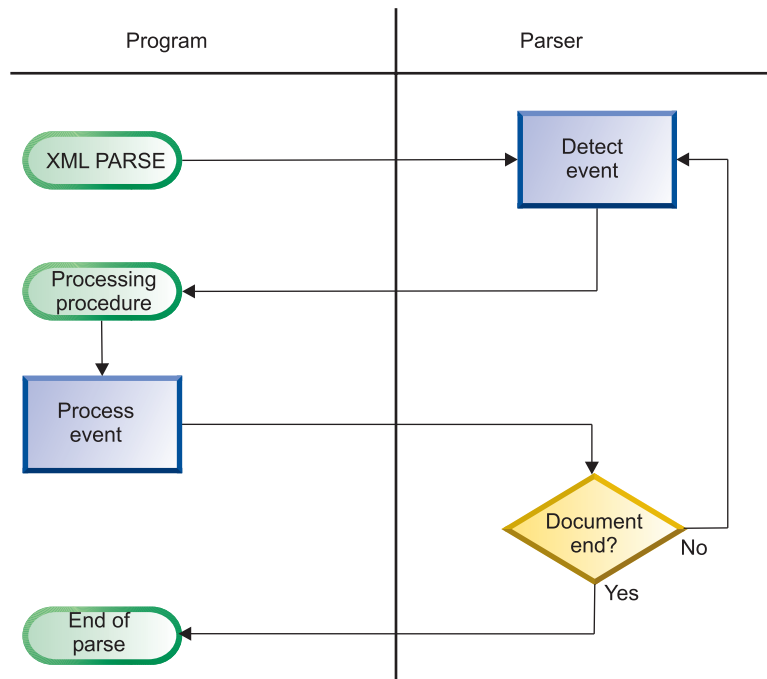 Program
Parser
XML PARSE
Detect
event
Processing
procedure
Process
event
Document
end?
No
Yes
End of
parse